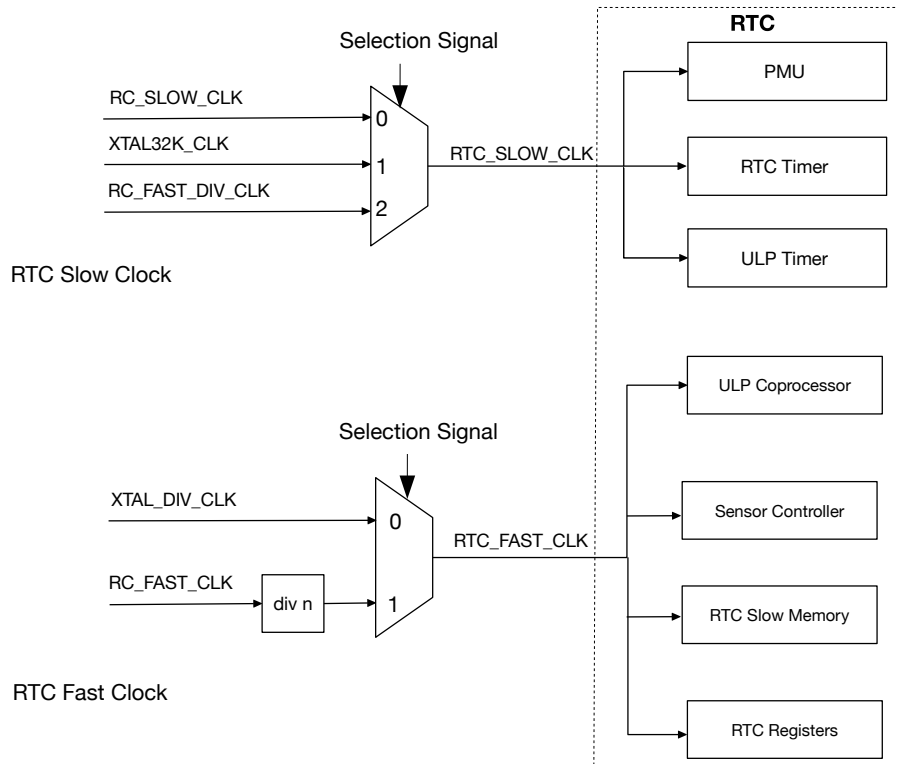 RTC
Selection Signal
PMU
RC_SLOW_CLK
0
XTAL32K_CLK
1
RTC_SLOW_CLK
RTC Timer
RC_FAST_DIV_CLK
2
ULP Timer
RTC Slow Clock
ULP Coprocessor
Selection Signal
XTAL_DIV_CLK
0
Sensor Controller
RTC_FAST_CLK
RC_FAST_CLK
div n
1
RTC Slow Memory
RTC Fast Clock
RTC Registers